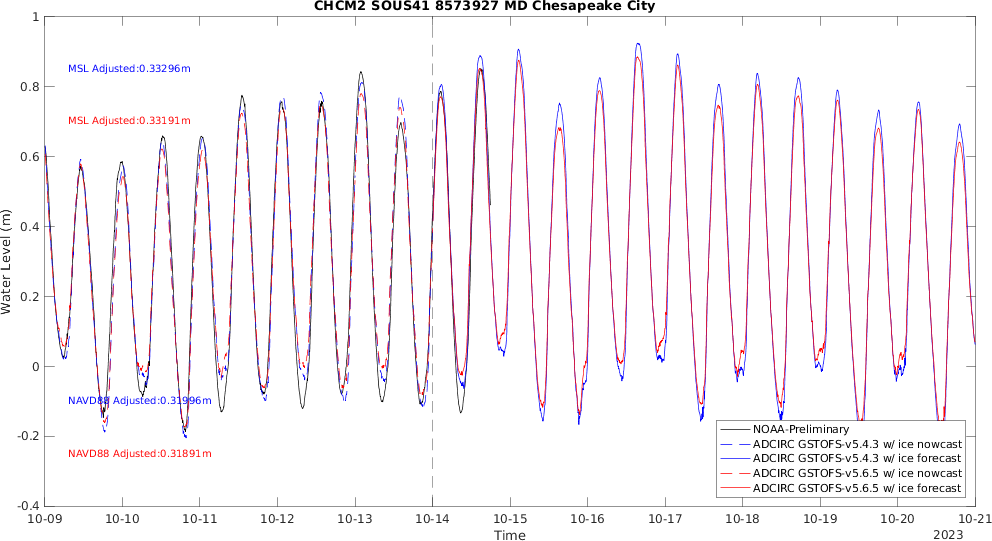 CHCM2 SOUS41 8573927 MD Chesapeake City
Water Level (m)
1
0.8
0.6
0.4
0.2
0
-0.2
-0.4
MSL Adjusted:0.33296m
MSL Adjusted:0.33191m
NAVD88 Adjusted:0.31996m
NAVD88 Adjusted:0.31891m
NOAA-Preliminary
ADCIRC GSTOFS-v5.4.3 w/ ice nowcast
ADCIRC GSTOFS-v5.4.3 w/ ice forecast
ADCIRC GSTOFS-v5.6.5 w/ ice nowcast
ADCIRC GSTOFS-v5.6.5 w/ ice forecast
10-09 10-10 10-11 10-12 10-13 10-14 10-15 10-16 10-17 10-18 10-19 10-20 10-21
Time
2023